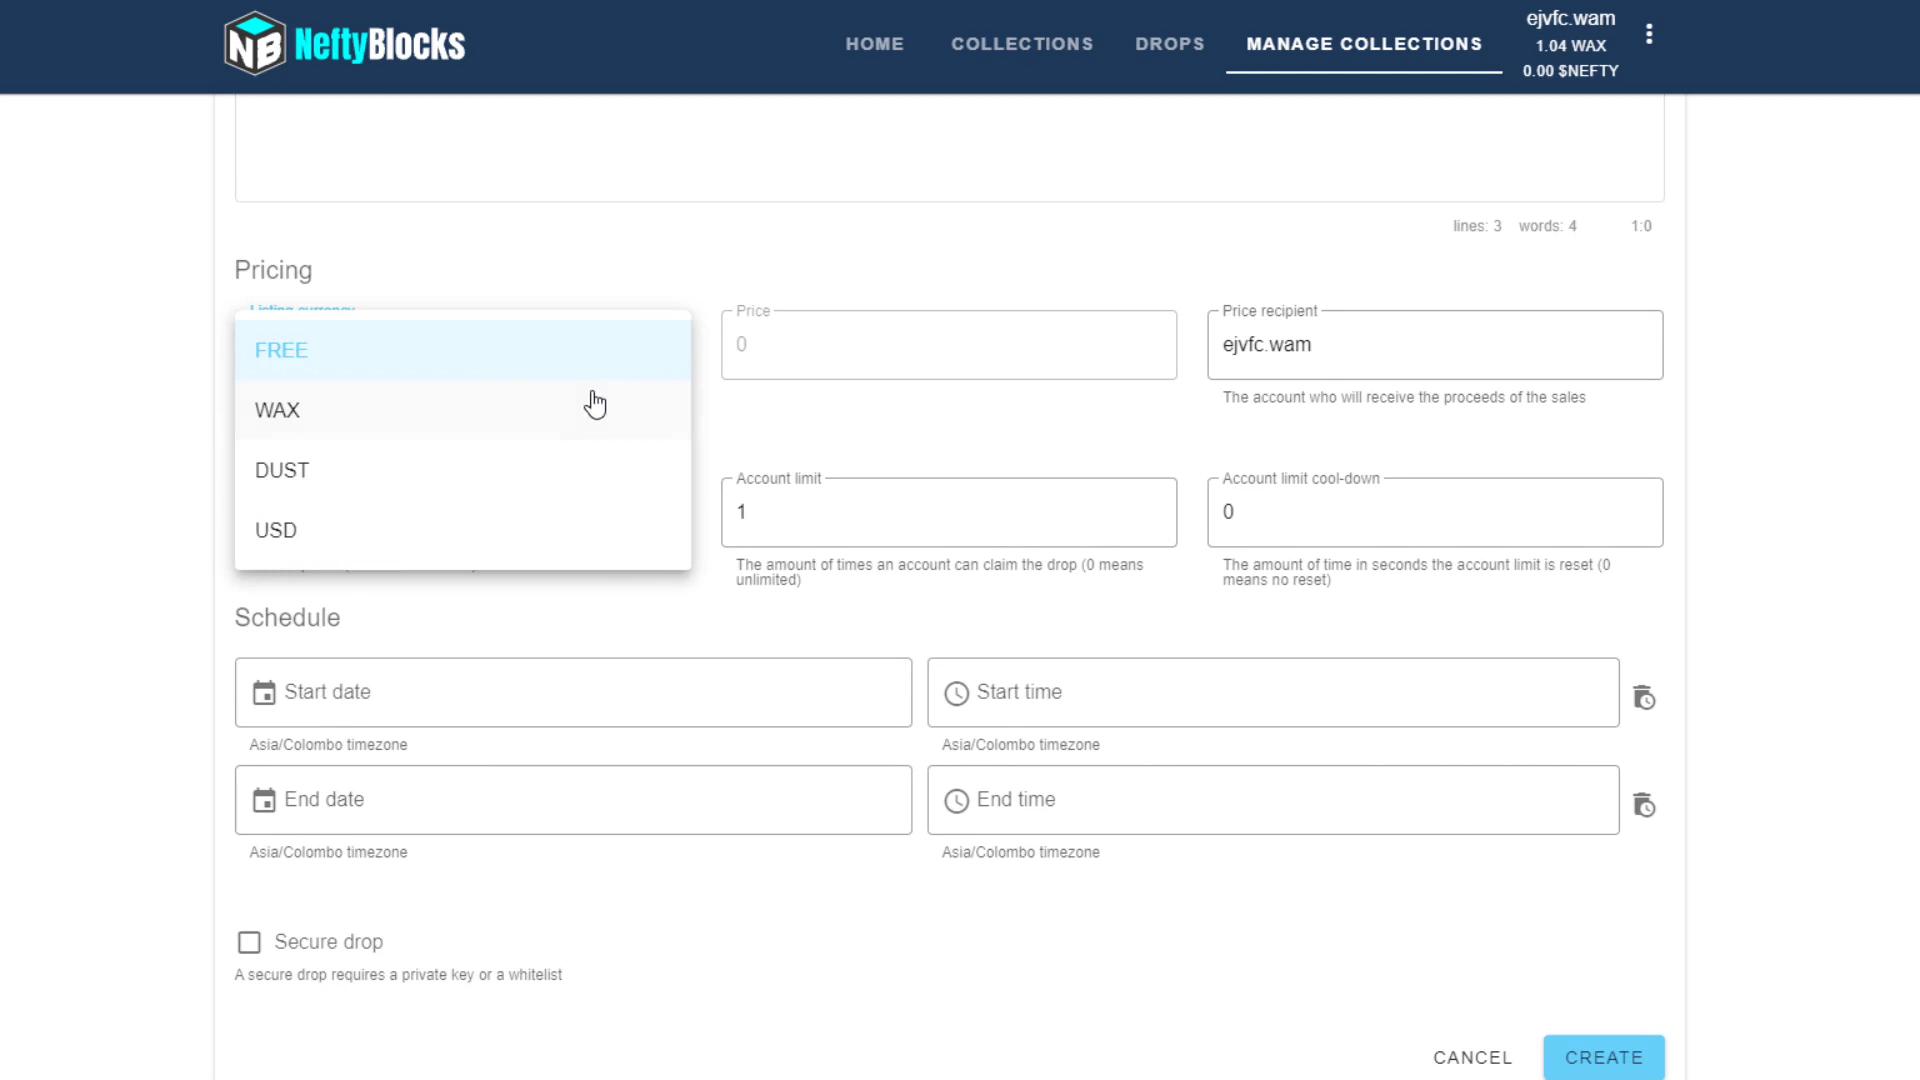 NB NeftyBlocks
HOME
COLLECTIONS
DROPS
MANAGE COLLECTIONS
ejvfc.wam
1.04 WAX
0.00 $NEFTY
lines: 3 words: 4 1:0
Pricing
Listing currency
FREE
WAX
DUST
USD
Price
0
Price recipient
ejvfc.wam
The account who will receive the proceeds of the sales
Account limit
1
The amount of times an account can claim the drop (0 means
unlimited)
Account limit cool-down
0
The amount of time in seconds the account limit is reset (0
means no reset)
Schedule
Start date
Asia/Colombo timezone
Start time
Asia/Colombo timezone
End date
Asia/Colombo timezone
End time
Asia/Colombo timezone
Secure drop
A secure drop requires a private key or a whitelist
CANCEL
CREATE